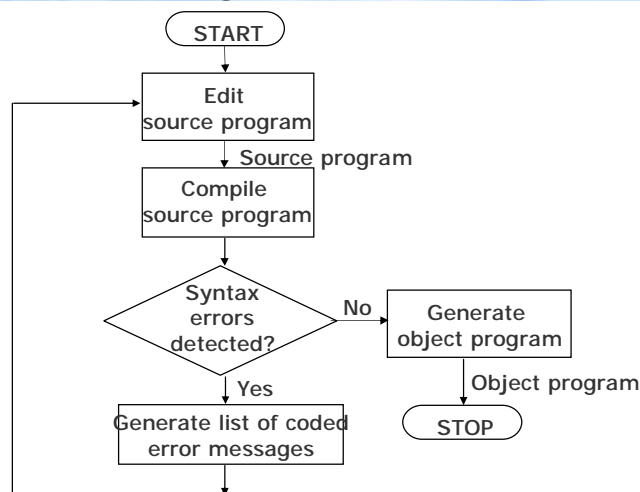 START
Edit
source program
Source program
Compile
source program
Syntax
errors
detected?
No
Generate
object program
Yes
Object program
Generate list of coded
error messages
STOP